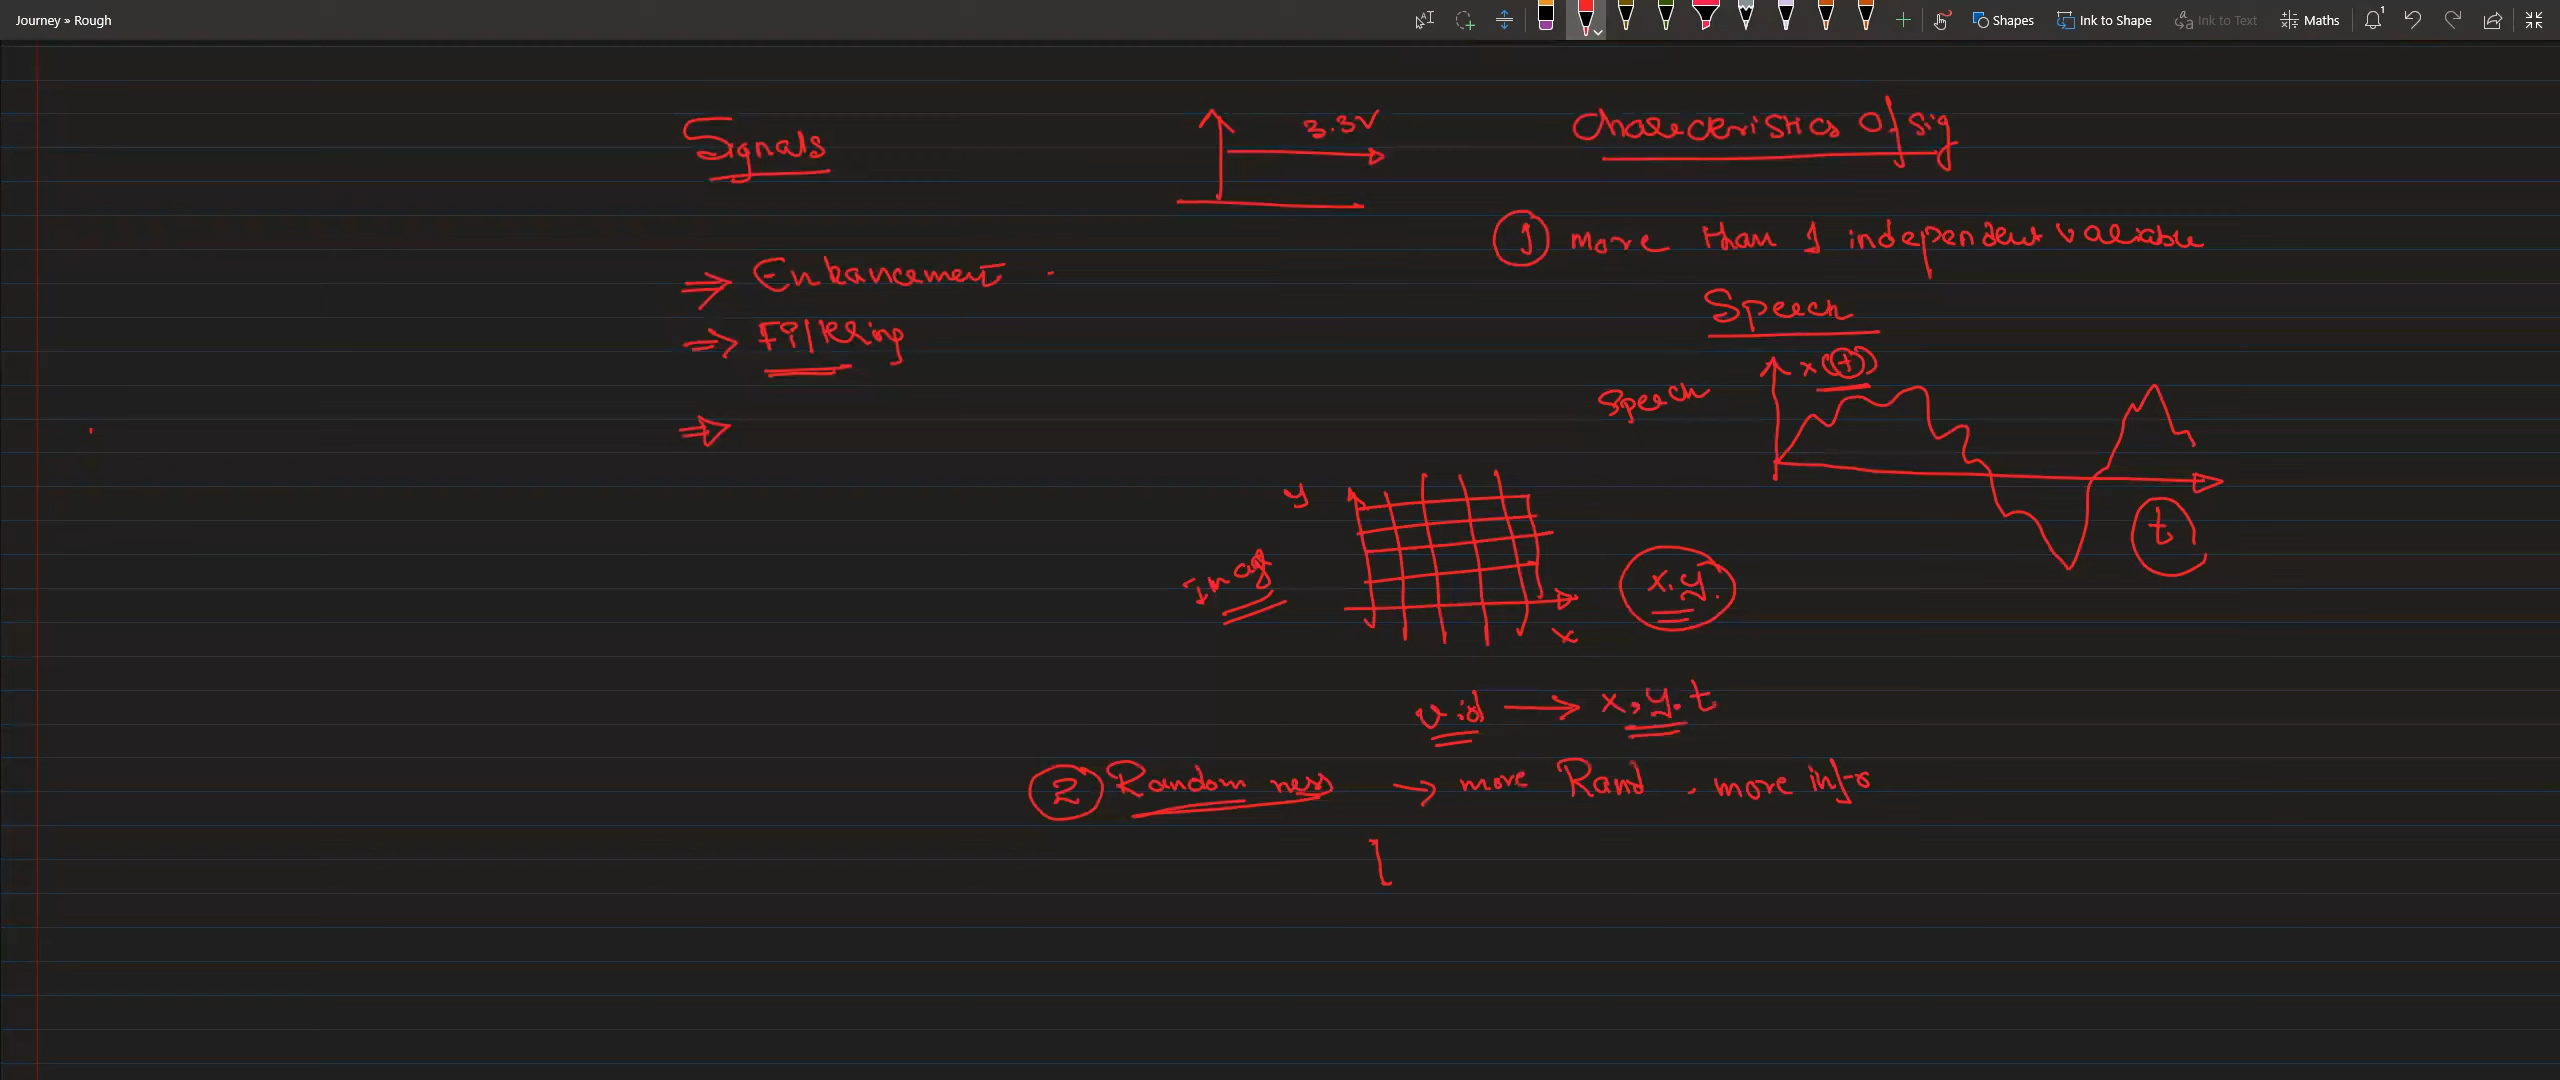 Journey » Rough
Shapes Ink to Shape Ink to Text Maths
Signals
3.3V
Characteristics of sig
1 more than 1 independent variable
⇒ Enhancement
⇒ Filtering
⇒
Speech
x(t)
Speech
t
y
Imag
x
x,y
vid → x,y,t
2 Randomness → more Rand, more info